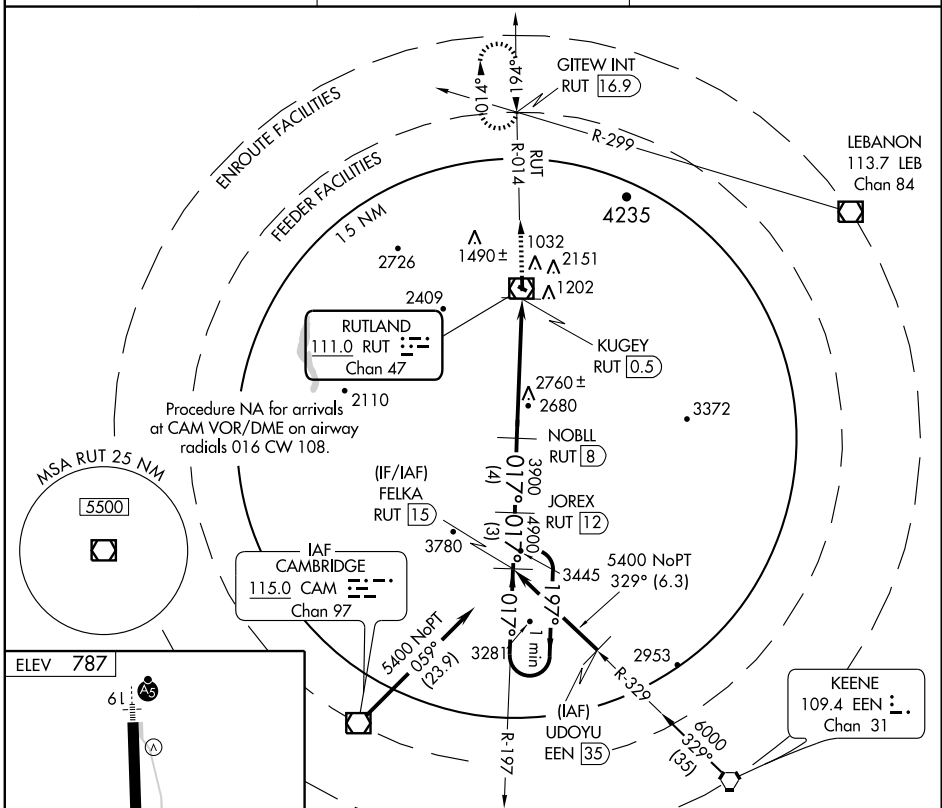 GITEW INT
RUT 16.9
014°
194°
R-299
ENROUTE FACILITIES
FEEDER FACILITIES
RUT
R-014
LEBANON
113.7 LEB
Chan 84
15 NM
4235
2726
1490±
1032
2151
1202
2409
RUTLAND
111.0 RUT
Chan 47
KUGEY
RUT 0.5
2760±
2680
2110
3372
Procedure NA for arrivals
at CAM VOR/DME on airway
radials 016 CW 108.
NOBLL
RUT 8
MSA RUT 25 NM
5500
3900
017°
(4)
(IF/IAF)
FELKA
RUT 15
JOREX
RUT 12
4900
017°
(3)
3780
3445
5400 NoPT
329° (6.3)
IAF
CAMBRIDGE
115.0 CAM
Chan 97
017°
197°
1 min
3281
5400 NoPT
059°
(23.9)
2953
R-329
ELEV 787
19
A5
(IAF)
UDOYU
EEN 35
KEENE
109.4 EEN
Chan 31
6000
329°
(35)
R-197